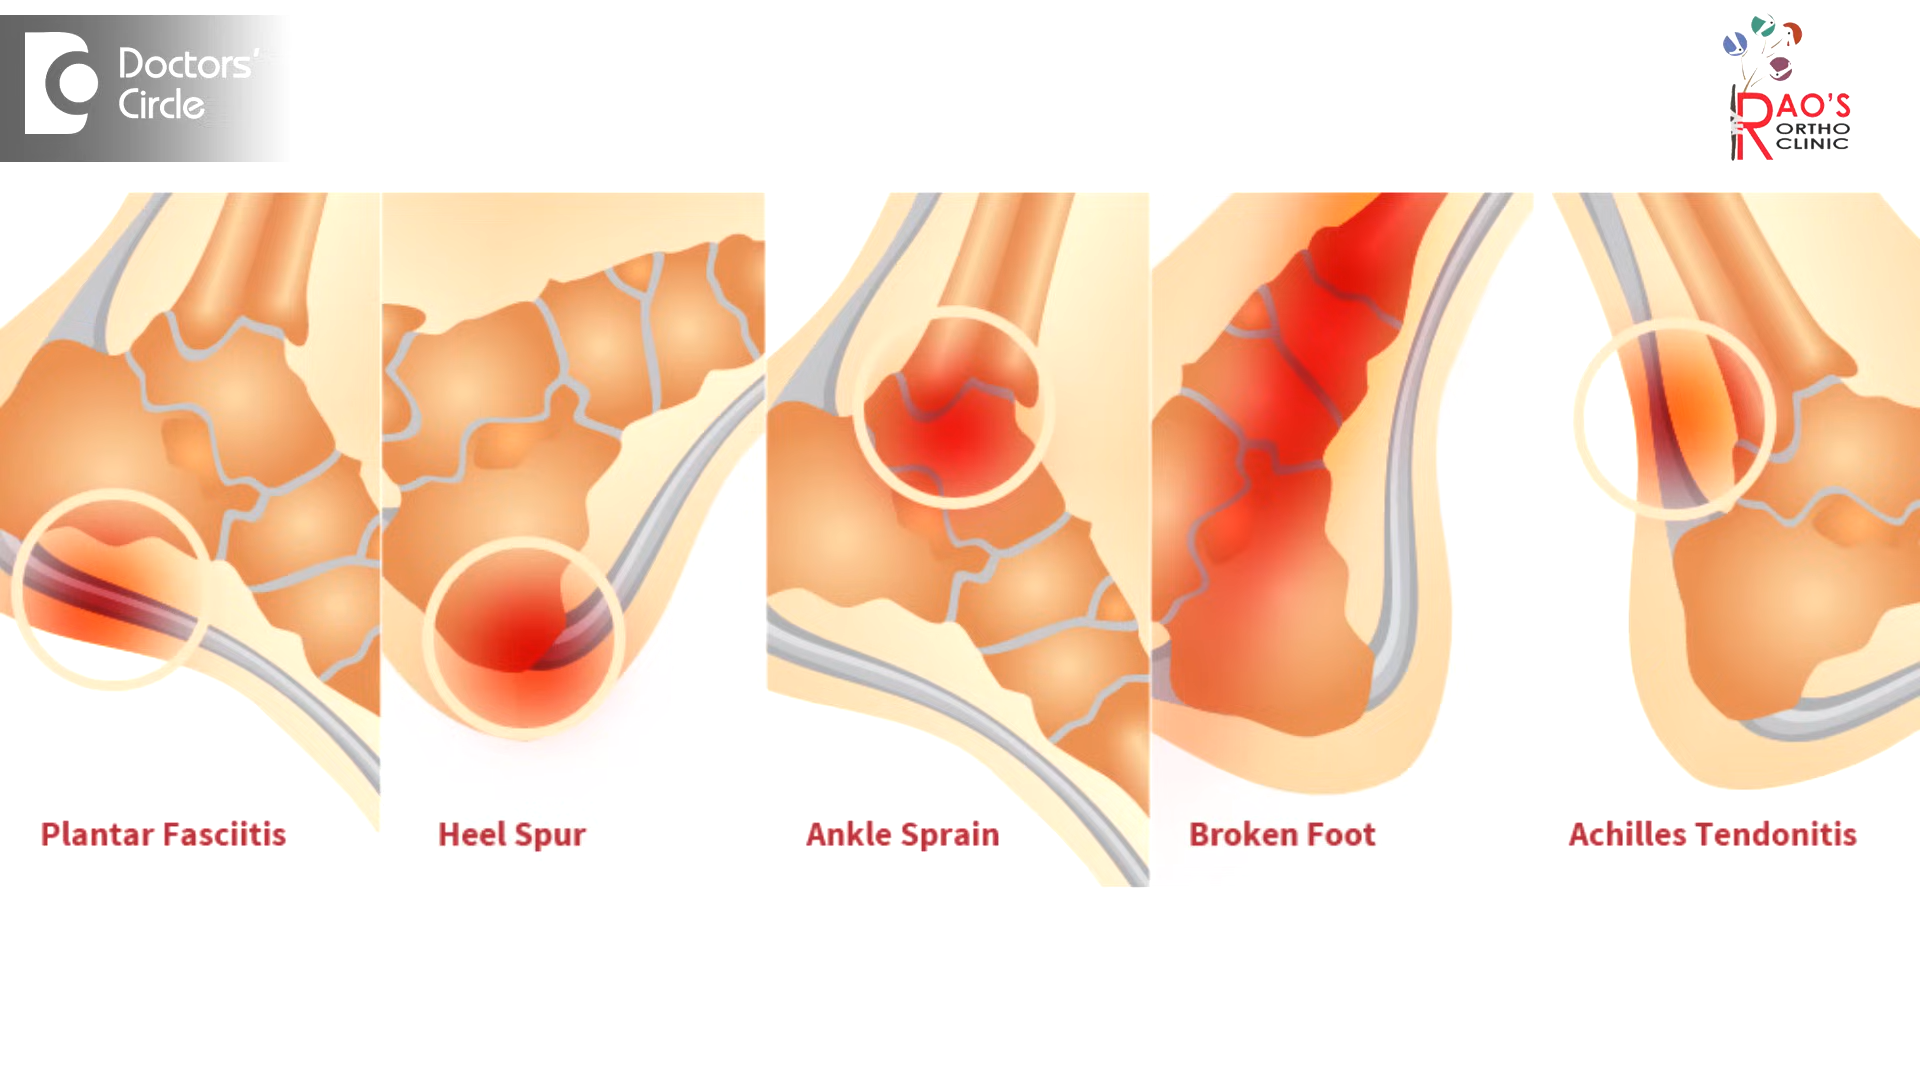 Doctors'
Circle
RAO'S
ORTHO
CLINIC
Plantar Fasciitis
Heel Spur
Ankle Sprain
Broken Foot
Achilles Tendonitis